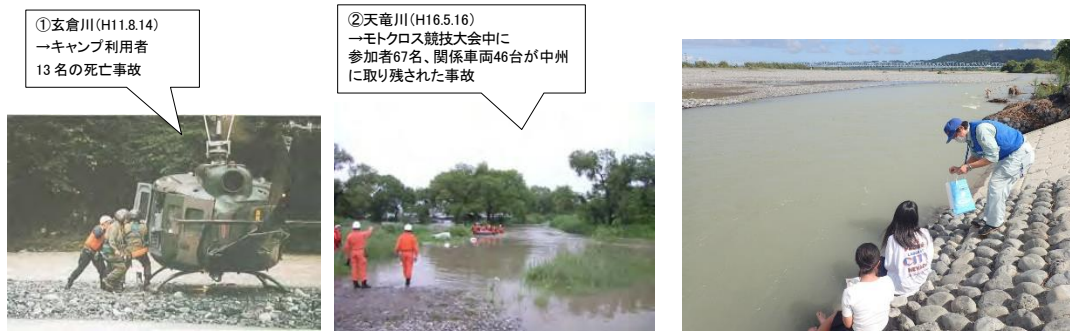 ①玄倉川(H11.8.14)
→キャンプ利用者
13 名の死亡事故
②天竜川(H16.5.16)
→モトクロス競技大会中に
参加者67名、関係車両46台が中州
に取り残された事故